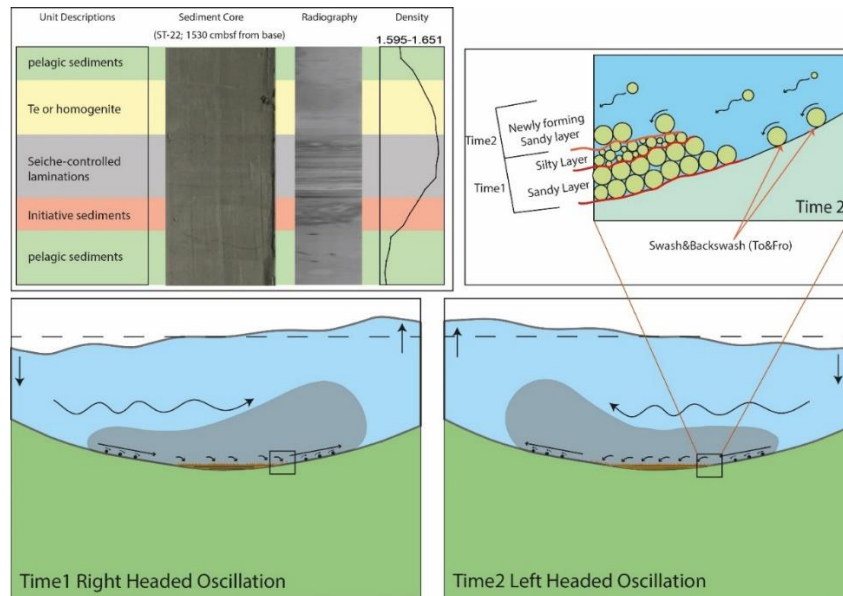 Unit Descriptions
Sediment Core
(ST-22; 1530 cmbsf from base)
Radiography
Density
1.595-1.651
pelagic sediments
Te or homogenite
Seiche-controlled
laminations
Initiative sediments
pelagic sediments
Time2
Newly forming
Sandy layer
Silty Layer
Time1
Sandy Layer
Time 2
Swash&Backswash (To&Fro)
Time1 Right Headed Oscillation
Time2 Left Headed Oscillation